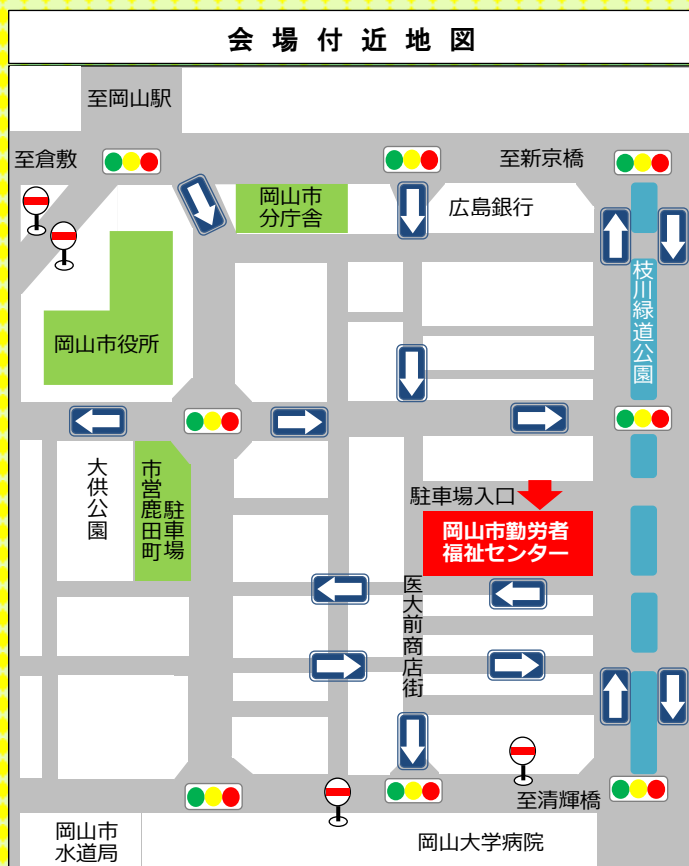 会場付近地図
至岡山駅
至倉敷
至新京橋
岡山市
分庁舎
広島銀行
枝川緑道公園
岡山市役所
大供公園
市営鹿田町
駐車場
駐車場入口
岡山市勤労者
福祉センター
医大前商店街
至清輝橋
岡山市
水道局
岡山大学病院